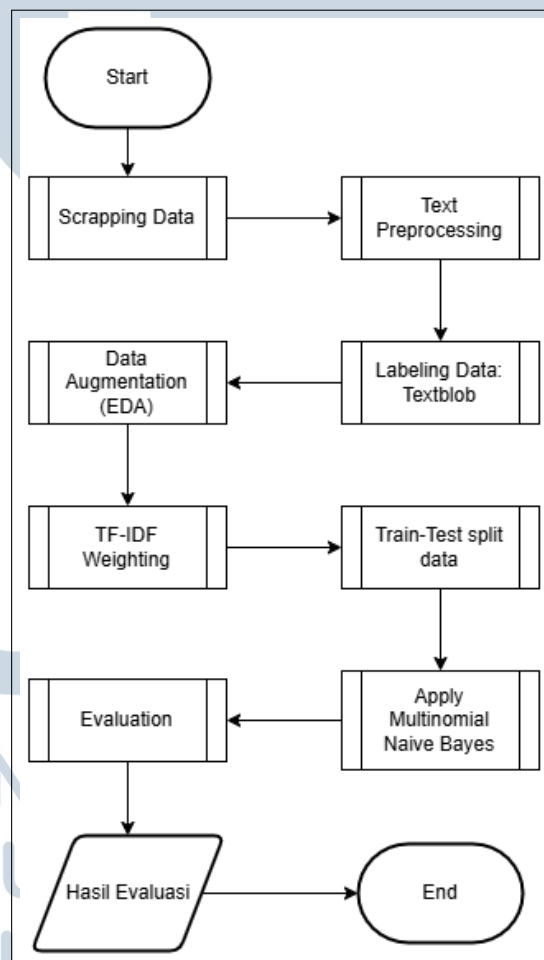 Start
Scrapping Data
Text
Preprocessing
Labeling Data:
Textblob
Data
Augmentation
(EDA)
TF-IDF
Weighting
Train-Test split
data
Apply
Multinomial
Naive Bayes
Evaluation
Hasil Evaluasi
End